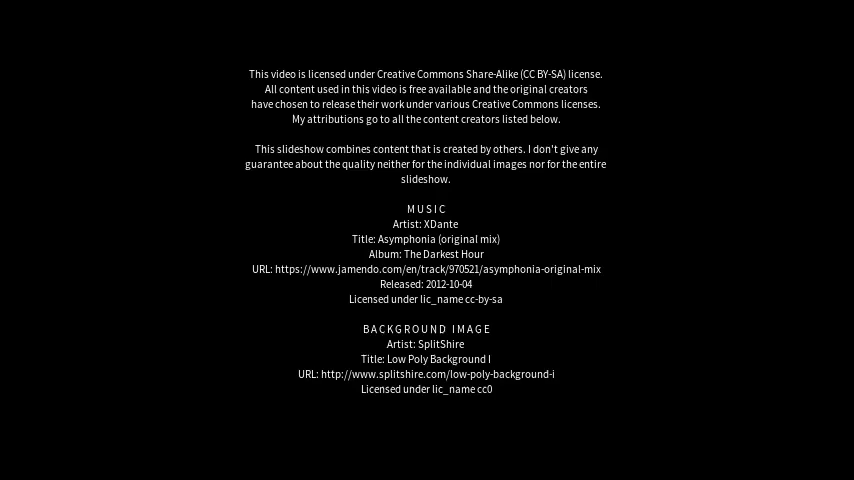 This video is licensed under Creative Commons Share-Alike (CC BY-SA) license.
All content used in this video is free available and the original creators
have chosen to release their work under various Creative Commons licenses.
My attributions go to all the content creators listed below.
This slideshow combines content that is created by others. I don't give any
guarantee about the quality neither for the individual images nor for the entire
slideshow.
MUSIC
Artist: XDante
Title: Asymphonia (original mix)
Album: The Darkest Hour
URL: https://www.jamendo.com/en/track/970521/asymphonia-original-mix
Released: 2012-10-04
Licensed under lic_name cc-by-sa
BACKGROUND IMAGE
Artist: SplitShire
Title: Low Poly Background I
URL: http://www.splitshire.com/low-poly-background-i
Licensed under lic_name cc0